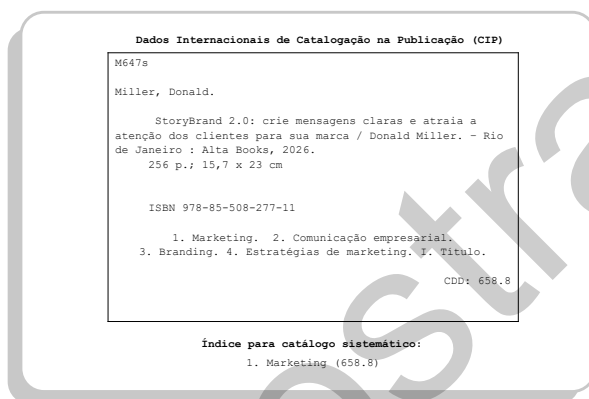 Dados Internacionais de Catalogação na Publicação (CIP)
M647s
Miller, Donald.
StoryBrand 2.0: crie mensagens claras e atraia a
atenção dos clientes para sua marca / Donald Miller. – Rio
de Janeiro : Alta Books, 2026.
256 p.; 15,7 x 23 cm
ISBN 978-85-508-277-11
1. Marketing. 2. Comunicação empresarial.
3. Branding. 4. Estratégias de marketing. I. Título.
CDD: 658.8
Índice para catálogo sistemático:
1. Marketing (658.8)